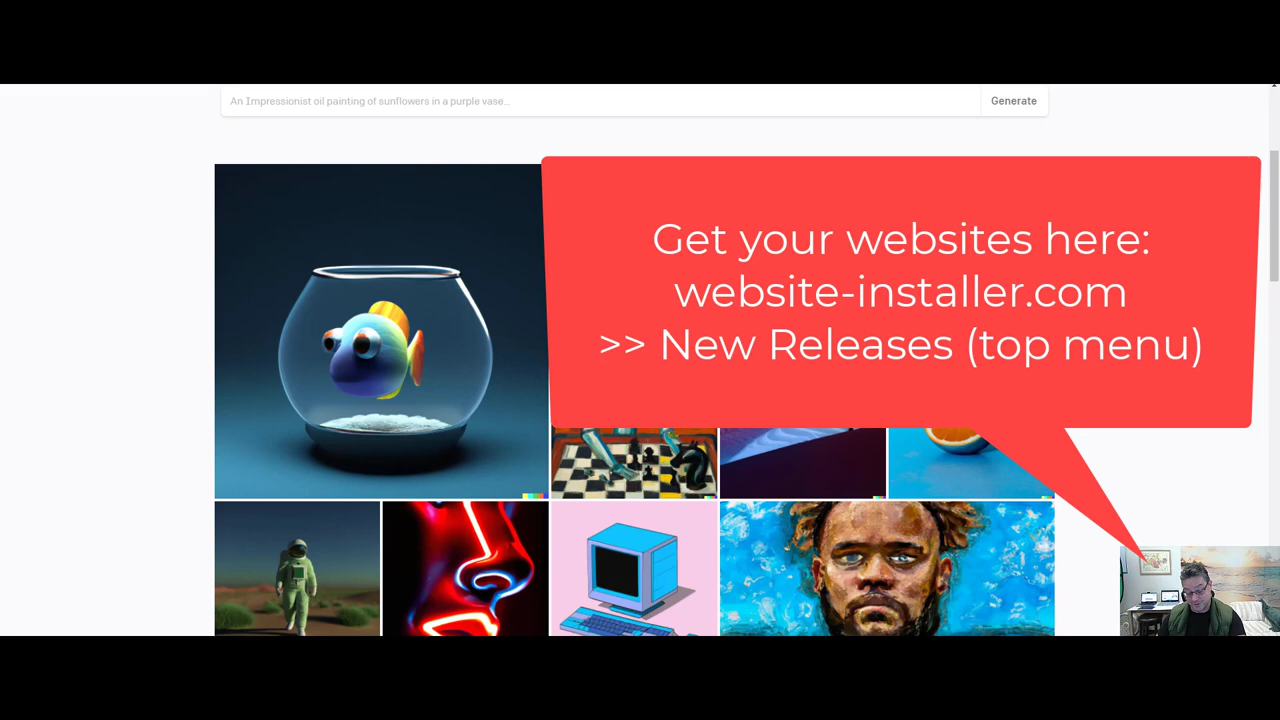 An Impressionist oil painting of sunflowers in a purple vase...
Generate
Get your websites here:
website-installer.com
>> New Releases (top menu)